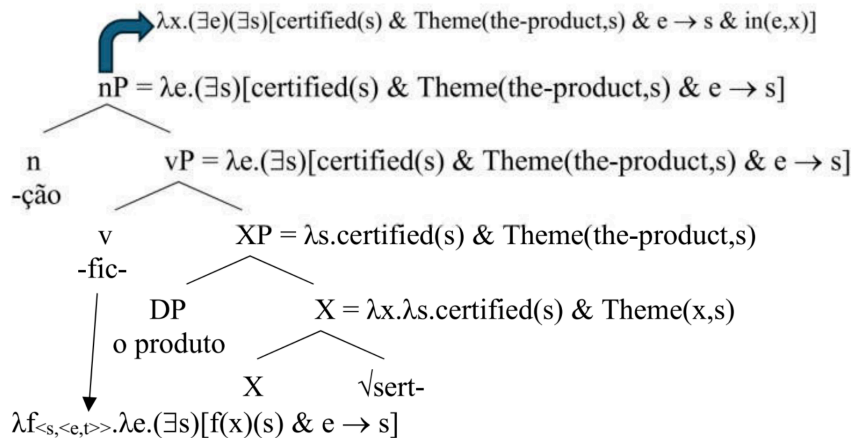 λx.(∃e)(∃s)[certified(s) & Theme(the-product,s) & e → s & in(e,x)]
nP = λe.(∃s)[certified(s) & Theme(the-product,s) & e → s]
n vP = λe.(∃s)[certified(s) & Theme(the-product,s) & e → s]
-ção
v XP = λs.certified(s) & Theme(the-product,s)
-fic-
DP X = λx.λs.certified(s) & Theme(x,s)
o produto
X √sert-
λf<s,<e,t>>.λe.(∃s)[f(x)(s) & e → s]